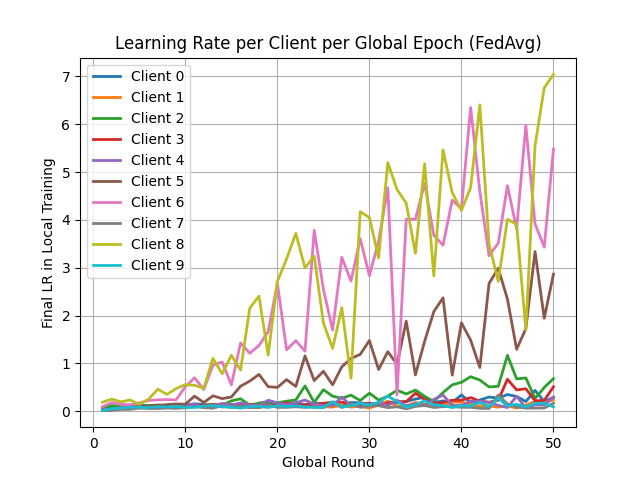 Learning Rate per Client per Global Epoch (FedAvg)
7
6
5
4
3
2
1
0
Final LR in Local Training
Client 0
Client 1
Client 2
Client 3
Client 4
Client 5
Client 6
Client 7
Client 8
Client 9
0
10
20
30
40
50
Global Round